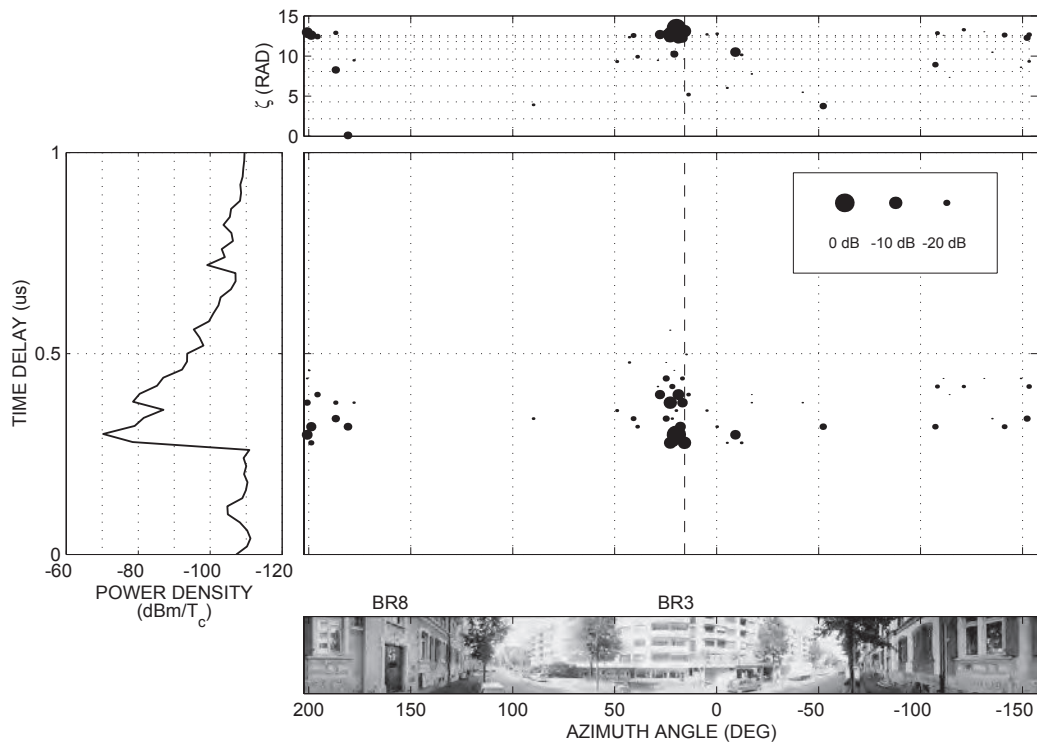 15
10
5
0
ζ (RAD)
1
0.5
0
TIME DELAY (us)
-60 -80 -100 -120
POWER DENSITY
(dBm/Tc)
0 dB -10 dB -20 dB
BR8 BR3
200 150 100 50 0 -50 -100 -150
AZIMUTH ANGLE (DEG)